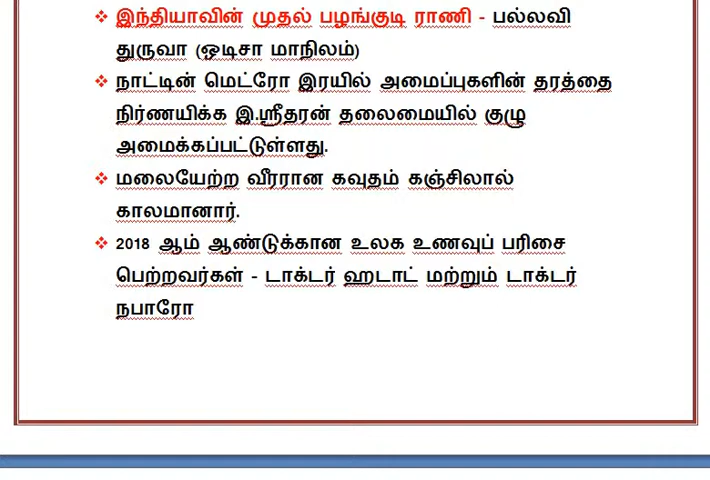 ❖ இந்தியாவின் முதல் பழங்குடி ராணி - பல்லவி
துருவா (ஒடிசா மாநிலம்)
❖ நாட்டின் மெட்ரோ இரயில் அமைப்புகளின் தரத்தை
நிர்ணயிக்க இ.ஸ்ரீதரன் தலைமையில் குழு
அமைக்கப்பட்டுள்ளது.
❖ மலையேற்ற வீரரான கவுதம் கஞ்சிலால்
காலமானார்.
❖ 2018 ஆம் ஆண்டுக்கான உலக உணவுப் பரிசை
பெற்றவர்கள் - டாக்டர் ஹடாட் மற்றும் டாக்டர்
நபாரோ